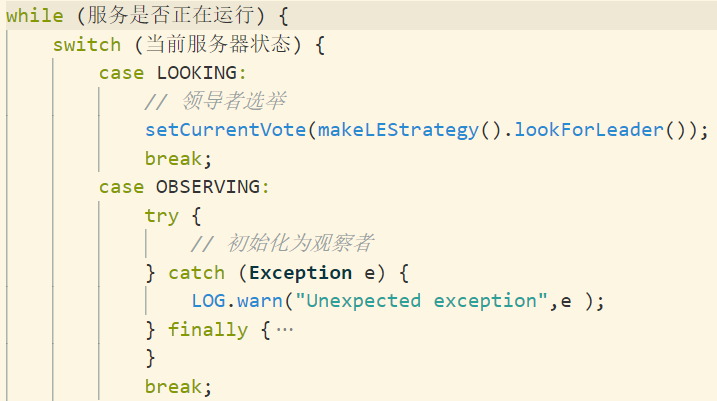 while (服务是否正在运行) {
switch (当前服务器状态) {
case LOOKING:
// 领导者选举
setCurrentVote(makeLEStrategy().lookForLeader());
break;
case OBSERVING:
try {
// 初始化为观察者
} catch (Exception e) {
LOG.warn("Unexpected exception",e );
} finally {⋯
}
break;